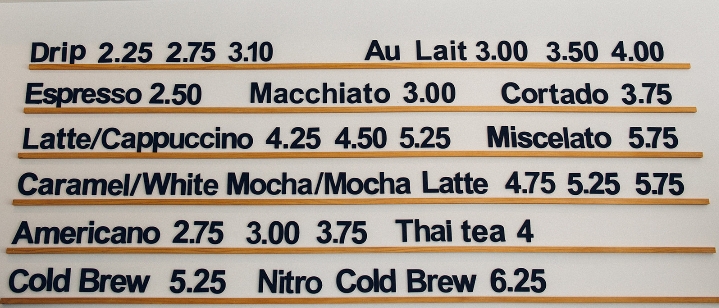 Drip 2.25 2.75 3.10 Au Lait 3.00 3.50 4.00
Espresso 2.50 Macchiato 3.00 Cortado 3.75
Latte/Cappuccino 4.25 4.50 5.25 Miscelato 5.75
Caramel/White Mocha/Mocha Latte 4.75 5.25 5.75
Americano 2.75 3.00 3.75 Thai tea 4
Cold Brew 5.25 Nitro Cold Brew 6.25